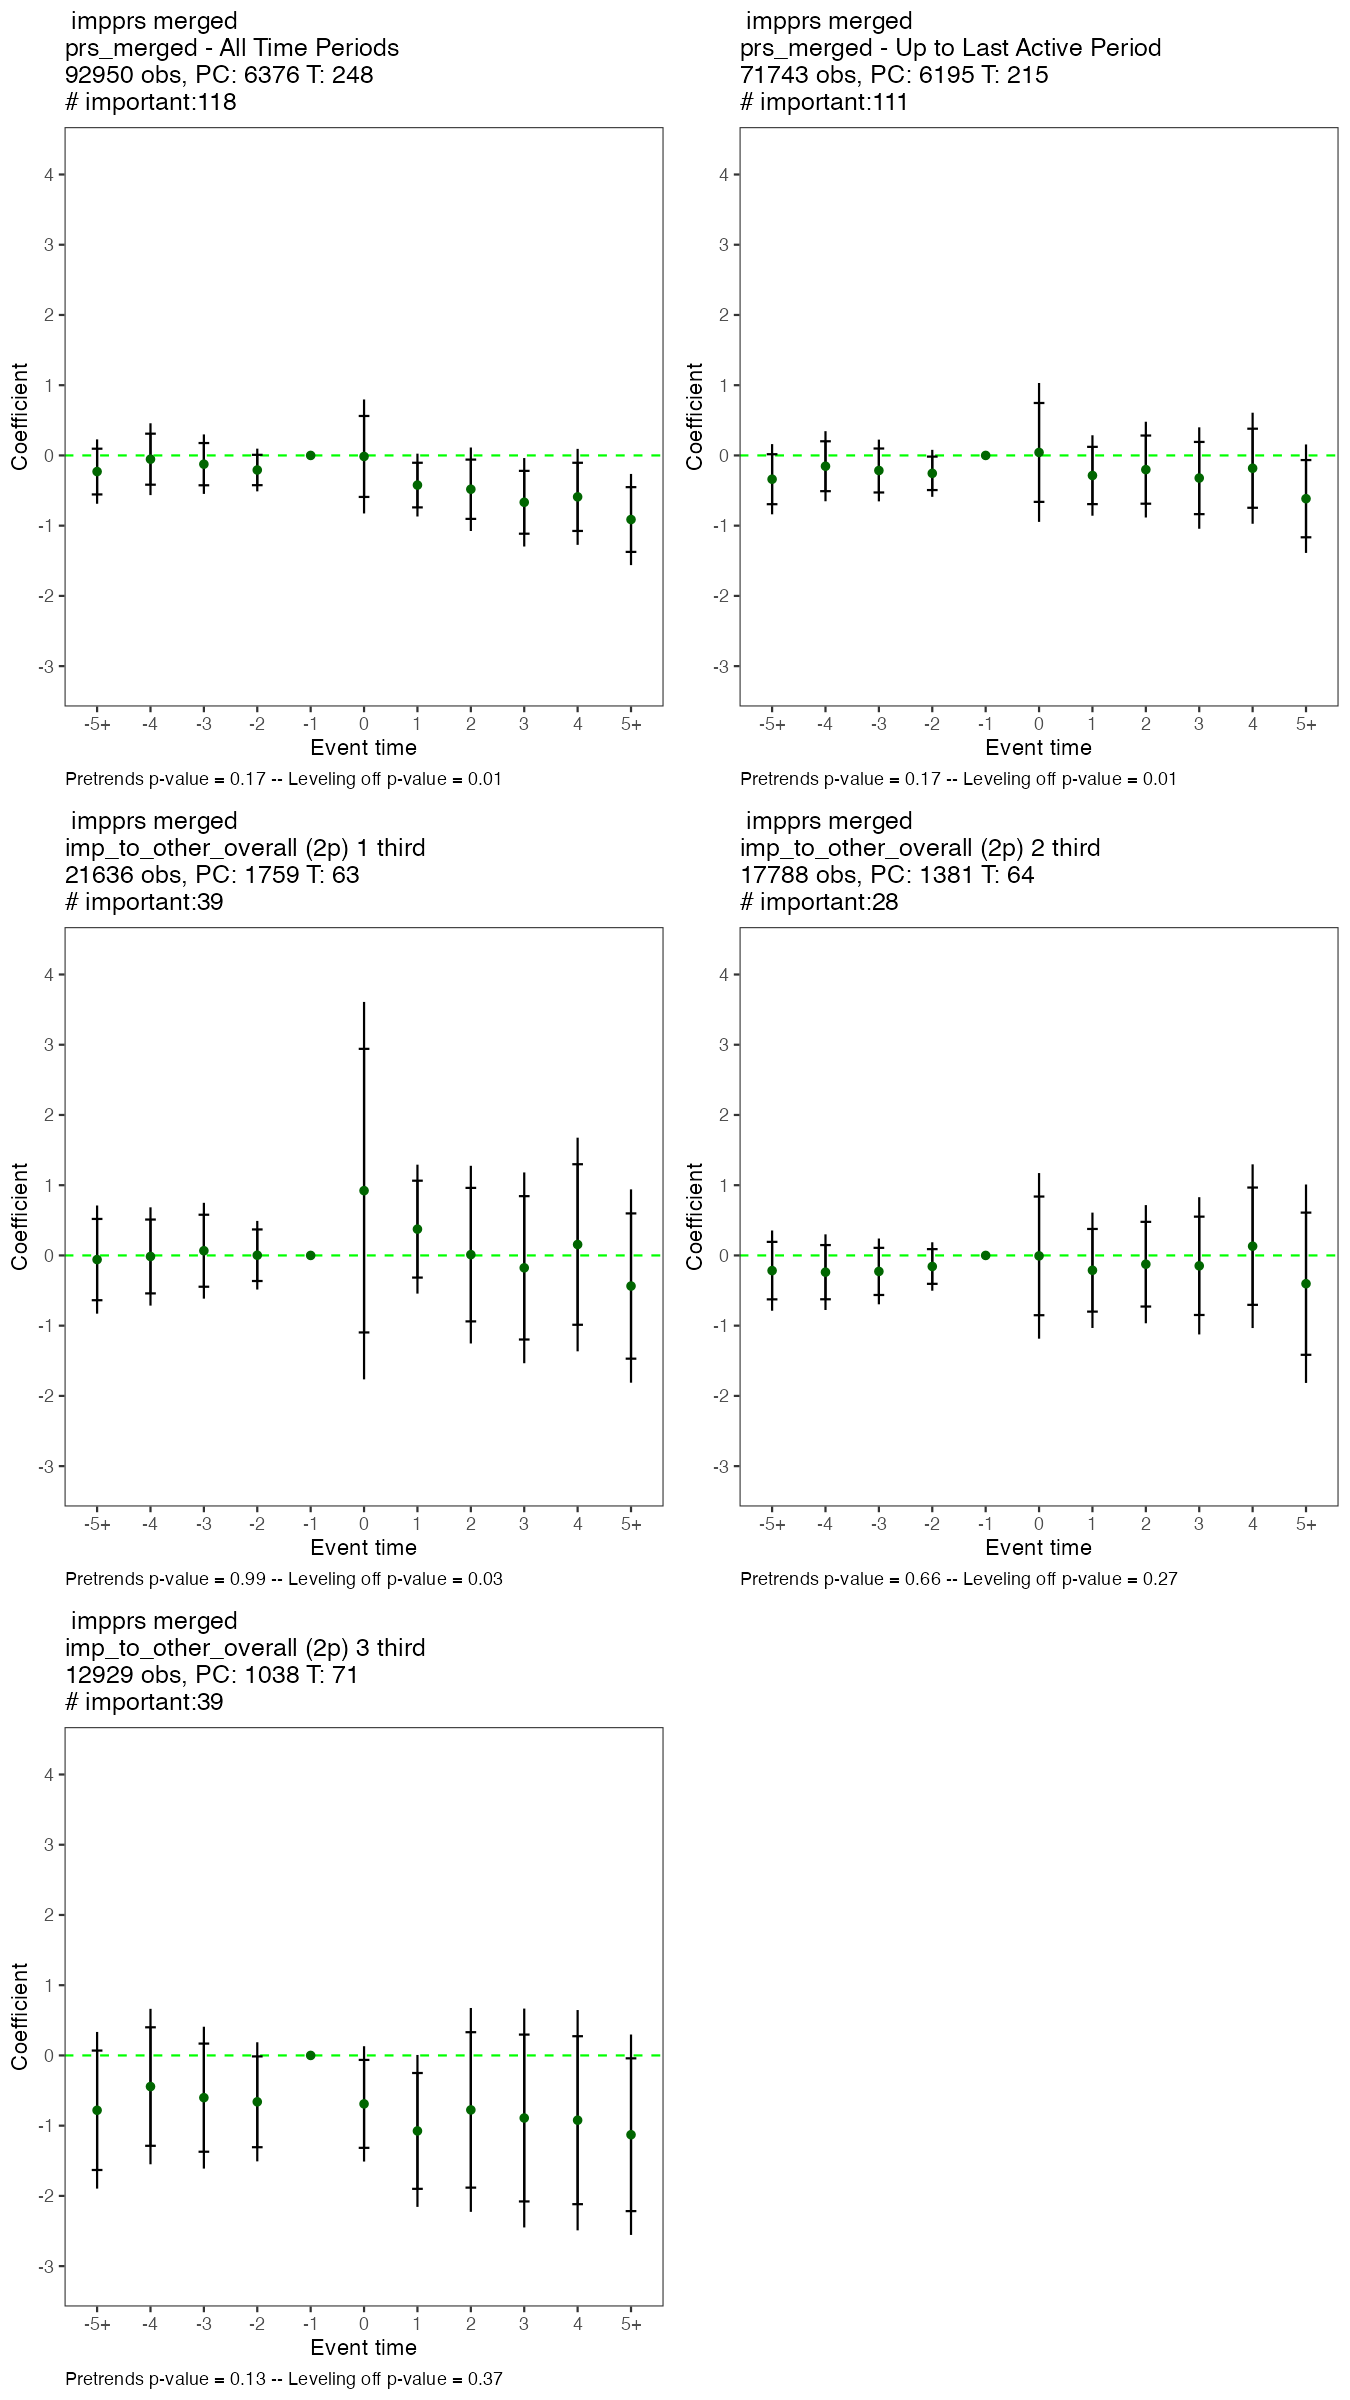 impprs merged
prs_merged - All Time Periods
92950 obs, PC: 6376 T: 248
# important:118
4
3
2
1
0
-1
-2
-3
Coefficient
-5+ -4 -3 -2 -1 0 1 2 3 4 5+
Event time
Pretrends p-value = 0.17 -- Leveling off p-value = 0.01
impprs merged
prs_merged - Up to Last Active Period
71743 obs, PC: 6195 T: 215
# important:111
4
3
2
1
0
-1
-2
-3
Coefficient
-5+ -4 -3 -2 -1 0 1 2 3 4 5+
Event time
Pretrends p-value = 0.17 -- Leveling off p-value = 0.01
impprs merged
imp_to_other_overall (2p) 1 third
21636 obs, PC: 1759 T: 63
# important:39
4
3
2
1
0
-1
-2
-3
Coefficient
-5+ -4 -3 -2 -1 0 1 2 3 4 5+
Event time
Pretrends p-value = 0.99 -- Leveling off p-value = 0.03
impprs merged
imp_to_other_overall (2p) 2 third
17788 obs, PC: 1381 T: 64
# important:28
4
3
2
1
0
-1
-2
-3
Coefficient
-5+ -4 -3 -2 -1 0 1 2 3 4 5+
Event time
Pretrends p-value = 0.66 -- Leveling off p-value = 0.27
impprs merged
imp_to_other_overall (2p) 3 third
12929 obs, PC: 1038 T: 71
# important:39
4
3
2
1
0
-1
-2
-3
Coefficient
-5+ -4 -3 -2 -1 0 1 2 3 4 5+
Event time
Pretrends p-value = 0.13 -- Leveling off p-value = 0.37